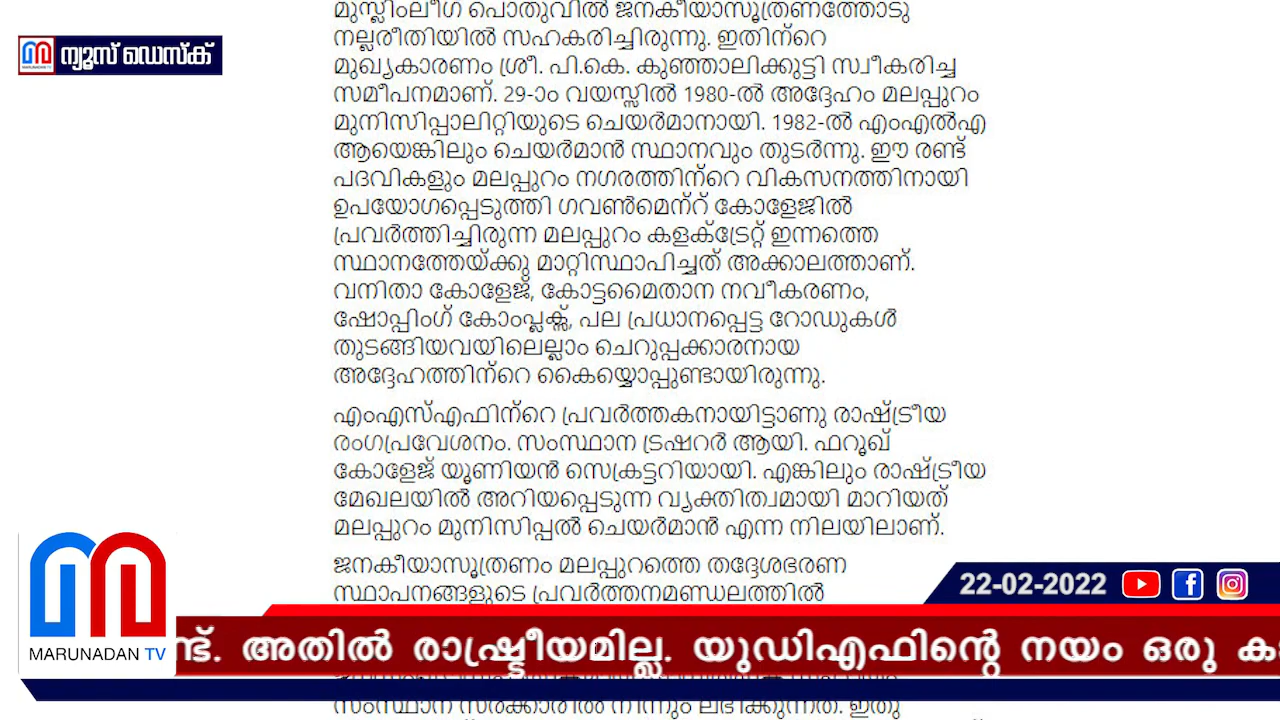 മുസ്ലിംലീഗ് പൊതുവിൽ ജനകീയാസൂത്രണത്തോടു
നല്ലരീതിയിൽ സഹകരിച്ചിരുന്നു. ഇതിന്റെ
മുഖ്യകാരണം ശ്രീ. പി.കെ. കുഞ്ഞാലിക്കുട്ടി സ്വീകരിച്ച
സമീപനമാണ്. 29-ാം വയസ്സിൽ 1980-ൽ അദ്ദേഹം മലപ്പുറം
മുനിസിപ്പാലിറ്റിയുടെ ചെയർമാനായി. 1982-ൽ എംഎൽഎ
ആയെങ്കിലും ചെയർമാൻ സ്ഥാനവും തുടർന്നു. ഈ രണ്ട്
പദവികളും മലപ്പുറം നഗരത്തിന്റെ വികസനത്തിനായി
ഉപയോഗപ്പെടുത്തി ഗവൺമെന്റ് കോളേജിൽ
പ്രവർത്തിച്ചിരുന്ന മലപ്പുറം കളക്ട്രേറ്റ് ഇന്നത്തെ
സ്ഥാനത്തേയ്ക്കു മാറ്റിസ്ഥാപിച്ചത് അക്കാലത്താണ്.
വനിതാ കോളേജ്, കോട്ടമൈതാന നവീകരണം,
ഷോപ്പിംഗ് കോംപ്ലക്സ്, പല പ്രധാനപ്പെട്ട റോഡുകൾ
തുടങ്ങിയവയിലെല്ലാം ചെറുപ്പക്കാരനായ
അദ്ദേഹത്തിന്റെ കൈയ്യൊപ്പുണ്ടായിരുന്നു.
എംഎസ്എഫിന്റെ പ്രവർത്തകനായിട്ടാണു രാഷ്ട്രീയ
രംഗപ്രവേശനം. സംസ്ഥാന ട്രഷറർ ആയി. ഫറൂഖ്
കോളേജ് യൂണിയൻ സെക്രട്ടറിയായി. എങ്കിലും രാഷ്ട്രീയ
മേഖലയിൽ അറിയപ്പെടുന്ന വ്യക്തിത്വമായി മാറിയത്
മലപ്പുറം മുനിസിപ്പൽ ചെയർമാൻ എന്ന നിലയിലാണ്.
ജനകീയാസൂത്രണം മലപ്പുറത്തെ തദ്ദേശഭരണ
സ്ഥാപനങ്ങളുടെ പ്രവർത്തനമണ്ഡലത്തിൽ
സംസ്ഥാന സർക്കാരിൽ നിന്നും ലഭിക്കുന്നത്. ഇതു
ന്യൂസ് ഡെസ്ക്
MARUNADAN TV
22-02-2022
അതിൽ രാഷ്ട്രീയമില്ല. യുഡിഎഫിന്റെ നയം ഒരു